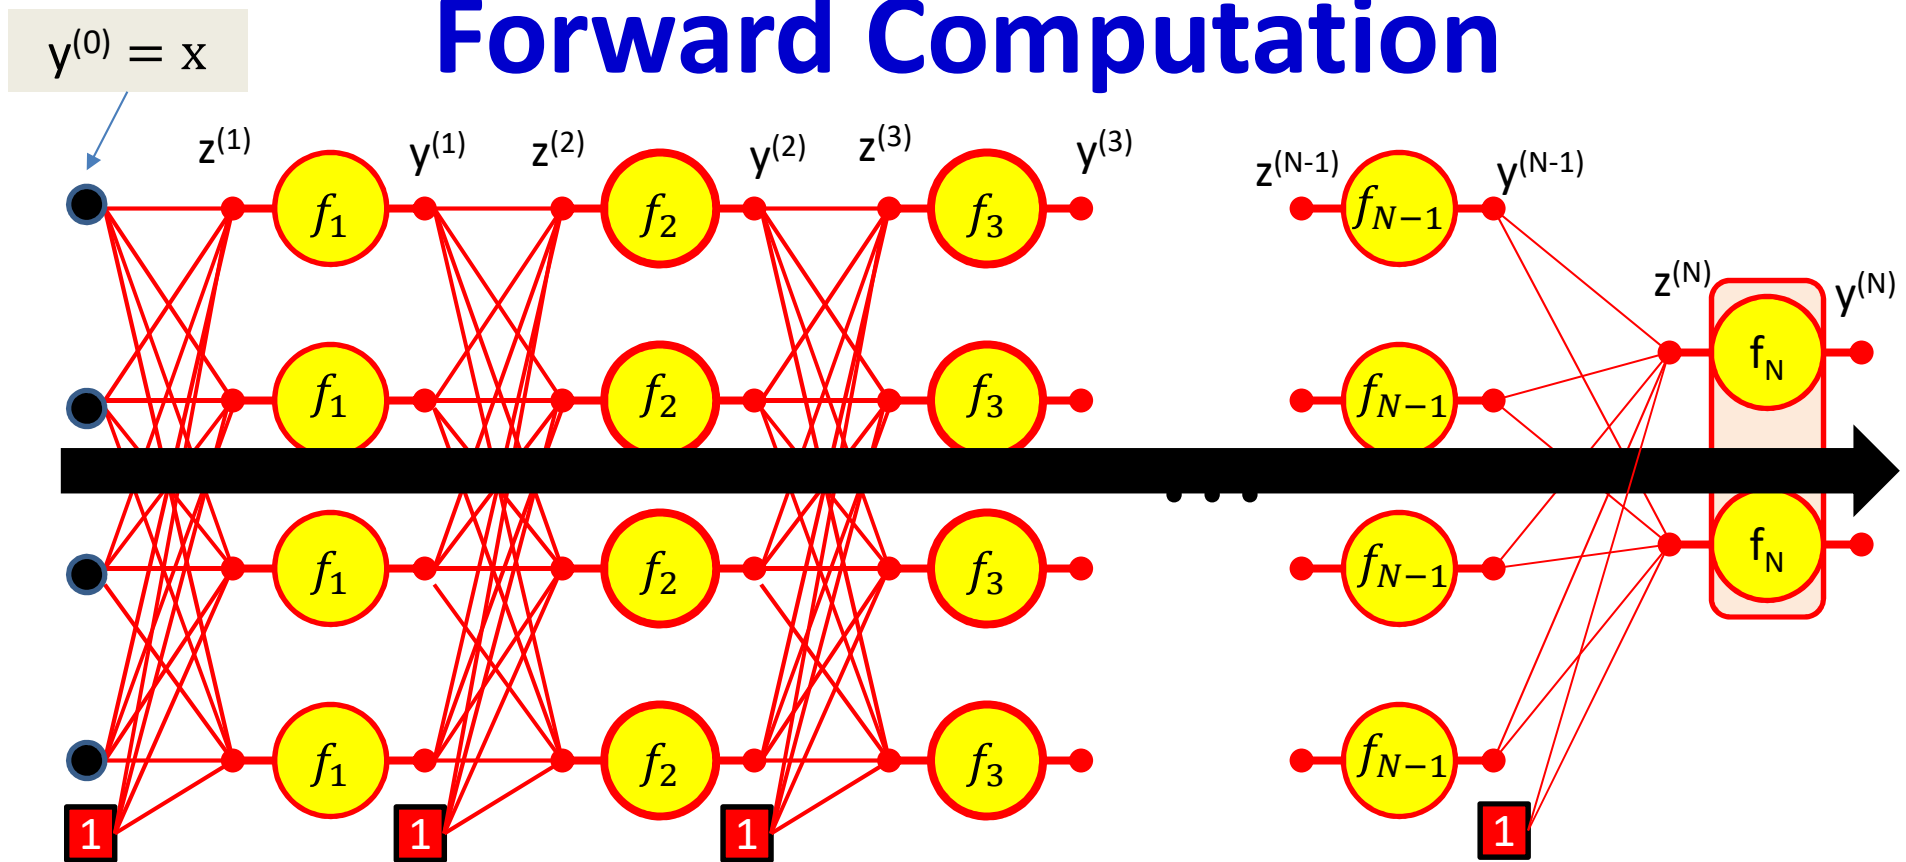 Forward Computation
y(0) = x
z(1) y(1) z(2) y(2) z(3) y(3) z(N-1) y(N-1)
f1 f2 f3 fN−1
z(N) y(N)
fN
f1 f2 f3 fN−1
...
f1 f2 f3 fN−1
fN
f1 f2 f3 fN−1
1 1 1 1